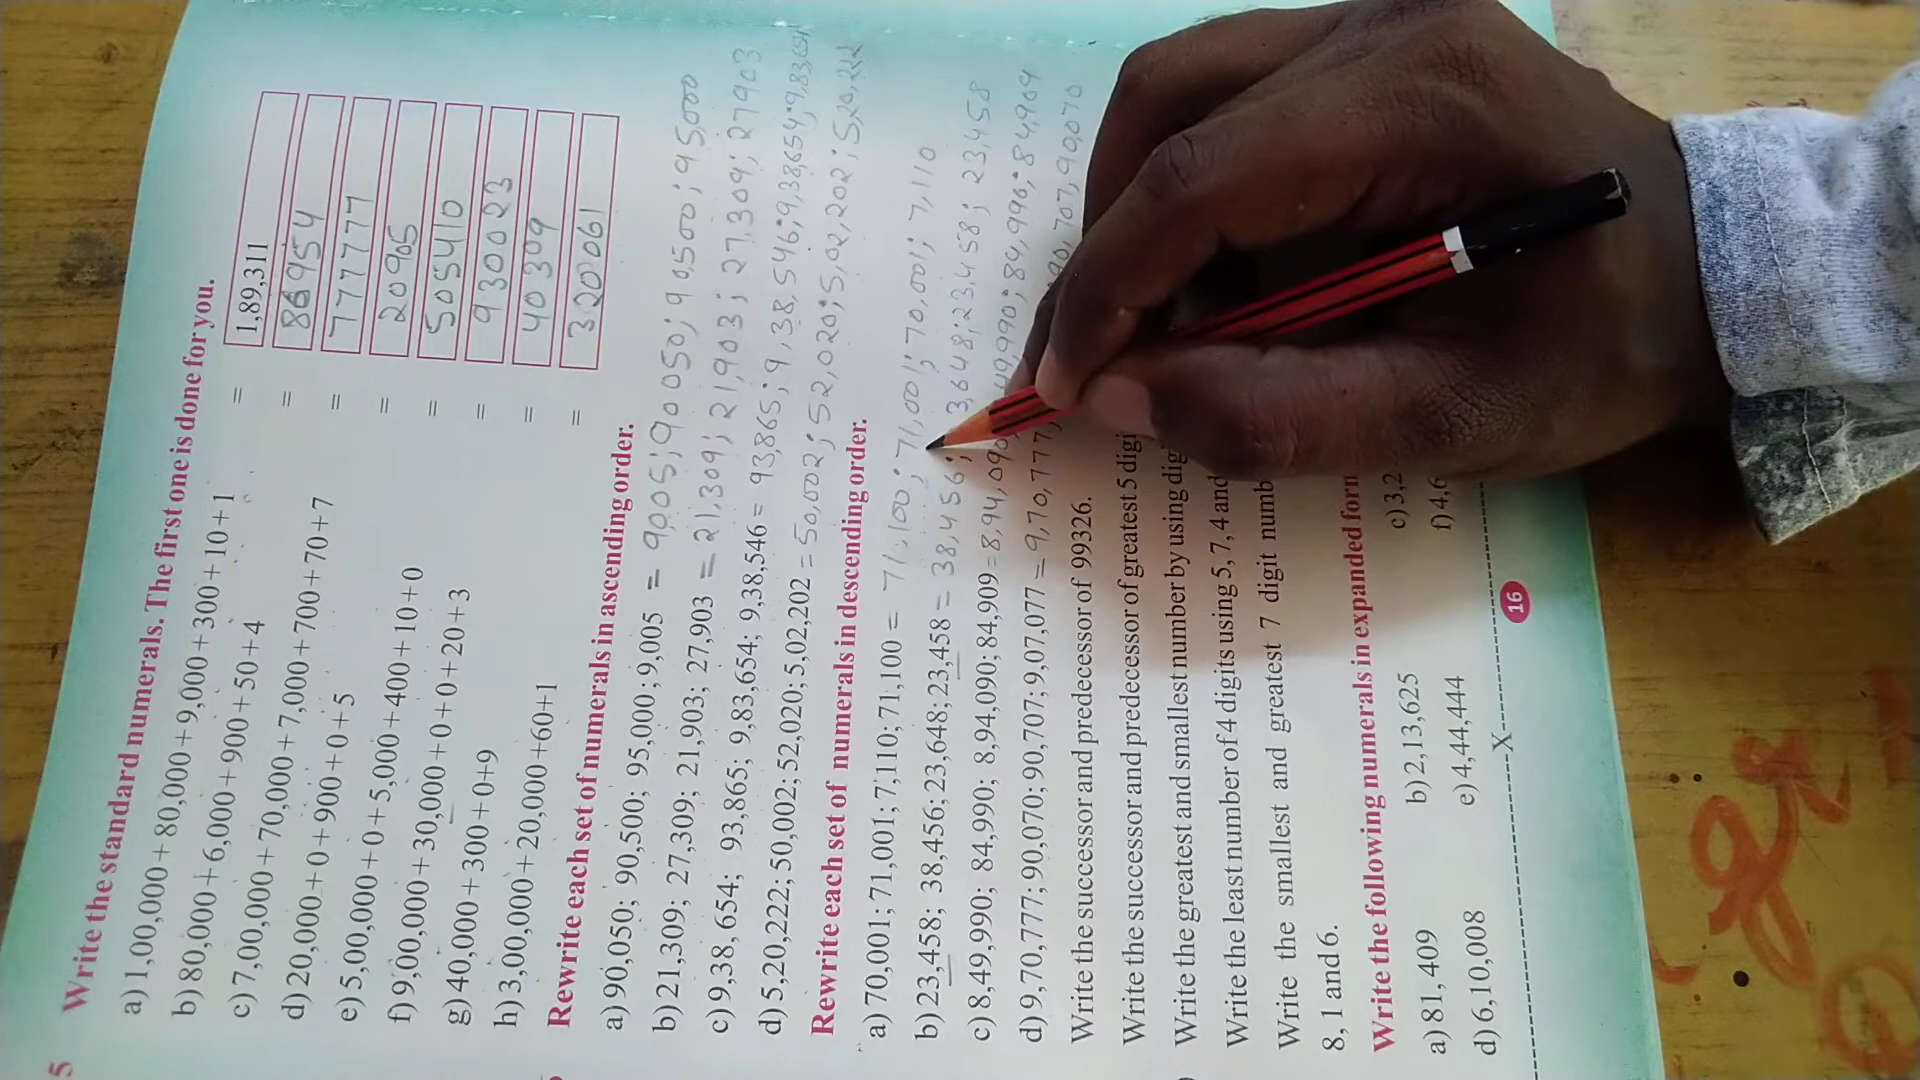 5 Write the standard numerals. The first one is done for you.
a) 1,00,000+80,000+9,000+300+10+1 = 1,89,311
b) 80,000+6,000+900+50+4 = 86954
c) 7,00,000+70,000+7,000+700+70+7 = 777777
d) 20,000+0+900+0+5 = 20905
e) 5,00,000+0+5,000+400+10+0 = 505410
f) 9,00,000+30,000+0+0+20+3 = 930023
g) 40,000+300+0+9 = 40309
h) 3,00,000+20,000+60+1 = 320061
Rewrite each set of numerals in ascending order.
a) 90,050; 90,500; 95,000; 9,005 = 9,005; 90050; 90500; 95,000
b) 21,309; 27,309; 21,903; 27,903 = 21,309; 21,903; 27309; 27903
c) 9,38,654; 93,865; 9,83,654; 9,38,546 = 93,865; 9,38,546; 9,38,654; 9,83,654
d) 5,20,222; 50,002; 52,020; 5,02,202 = 50,002; 52,020; 5,02,202; 5,20,222
Rewrite each set of numerals in descending order.
a) 70,001; 71,001; 7,110; 71,100 = 71,100; 71,001; 70,001; 7,110
b) 23,458; 38,456; 23,648; 23,458 = 38,456; 3,648; 23,458; 23,458
c) 8,49,990; 84,990; 8,94,090; 84,909 = 8,94,090 49,990; 84,990; 84,909
d) 9,70,777; 90,070; 90,707; 9,07,077 = 9,70,777, 90,707, 90,070
Write the successor and predecessor of 99326.
Write the successor and predecessor of greatest 5 digi
Write the greatest and smallest number by using dig
Write the least number of 4 digits using 5, 7, 4 and
Write the smallest and greatest 7 digit numb
8, 1 and 6.
Write the following numerals in expanded form
a) 81, 409 b) 2,13,625 c) 3,2
d) 6,10,008 e) 4,44,444 f) 4,6
X
16